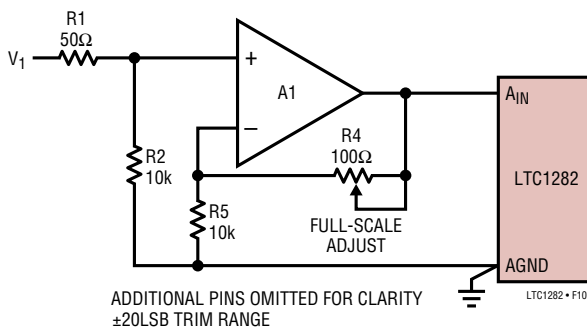 R1
50Ω
V1
+
A1
−
AIN
R2
10k
R4
100Ω
LTC1282
R5
10k
FULL-SCALE
ADJUST
AGND
ADDITIONAL PINS OMITTED FOR CLARITY
±20LSB TRIM RANGE
LTC1282 • F10